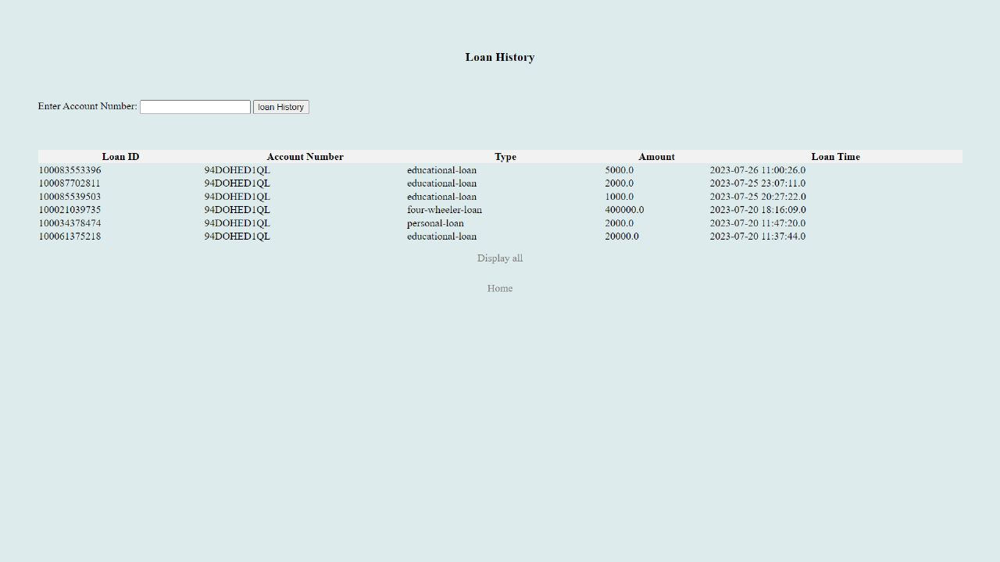 Loan History
Enter Account Number: loan History
Loan ID Account Number Type Amount Loan Time
100083553396 94DOHED1QL educational-loan 5000.0 2023-07-26 11:00:26.0
100087702811 94DOHED1QL educational-loan 2000.0 2023-07-25 23:07:11.0
100085539503 94DOHED1QL educational-loan 1000.0 2023-07-25 20:27:22.0
100021039735 94DOHED1QL four-wheeler-loan 400000.0 2023-07-20 18:16:09.0
100034378474 94DOHED1QL personal-loan 2000.0 2023-07-20 11:47:20.0
100061375218 94DOHED1QL educational-loan 20000.0 2023-07-20 11:37:44.0
Display all
Home